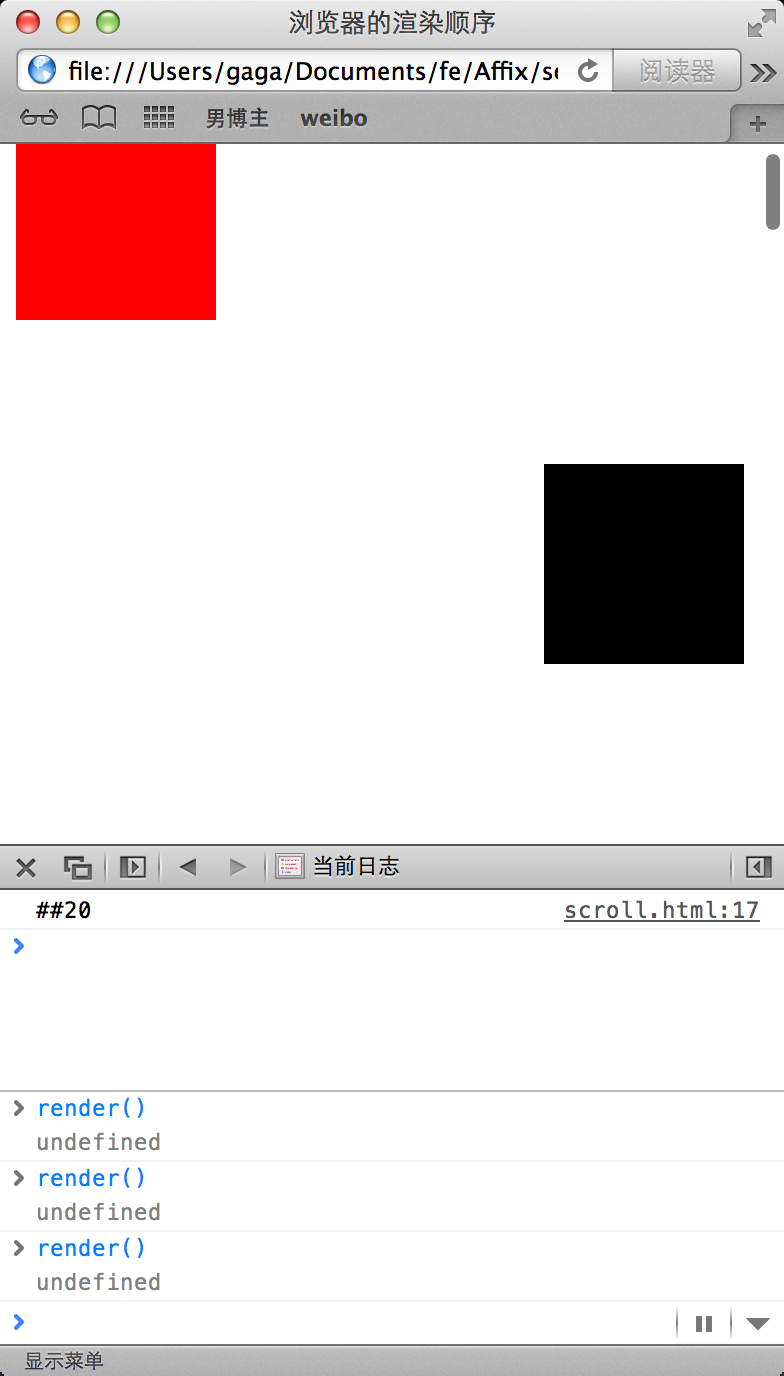 浏览器的渲染顺序
file:///Users/gaga/Documents/fe/Affix/sc
阅读器
男博主 weibo
当前日志
##20 scroll.html:17
render()
undefined
render()
undefined
render()
undefined
显示菜单